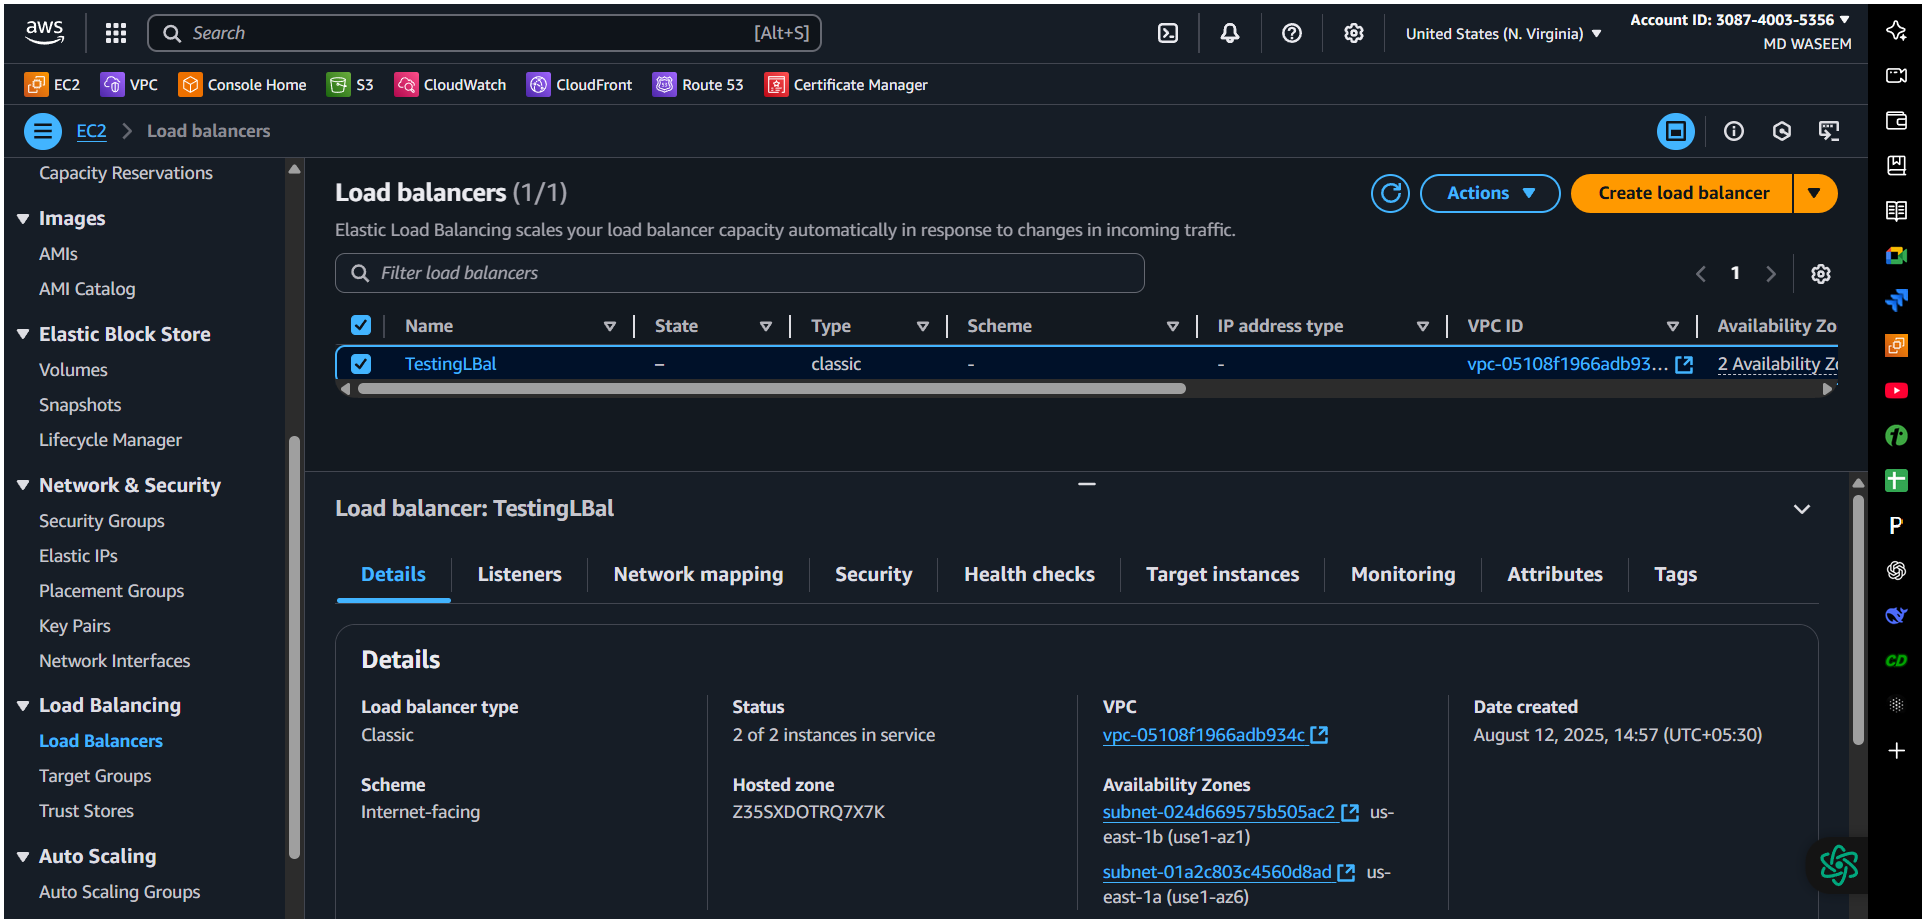 aws
Search
[Alt+S]
United States (N. Virginia)
Account ID: 3087-4003-5356
MD WASEEM
EC2
VPC
Console Home
S3
CloudWatch
CloudFront
Route 53
Certificate Manager
EC2
Load balancers
Capacity Reservations
Images
AMIs
AMI Catalog
Elastic Block Store
Volumes
Snapshots
Lifecycle Manager
Network & Security
Security Groups
Elastic IPs
Placement Groups
Key Pairs
Network Interfaces
Load Balancing
Load Balancers
Target Groups
Trust Stores
Auto Scaling
Auto Scaling Groups
Load balancers (1/1)
Actions
Create load balancer
Elastic Load Balancing scales your load balancer capacity automatically in response to changes in incoming traffic.
Filter load balancers
1
Name State Type Scheme IP address type VPC ID Availability Zo
TestingLBal – classic - - vpc-05108f1966adb93... 2 Availability Z
Load balancer: TestingLBal
Details Listeners Network mapping Security Health checks Target instances Monitoring Attributes Tags
Details
Load balancer type
Classic
Scheme
Internet-facing
Status
2 of 2 instances in service
Hosted zone
Z35SXDOTRQ7X7K
VPC
vpc-05108f1966adb934c
Availability Zones
subnet-024d669575b505ac2 us-
east-1b (use1-az1)
subnet-01a2c803c4560d8ad us-
east-1a (use1-az6)
Date created
August 12, 2025, 14:57 (UTC+05:30)
P
CD